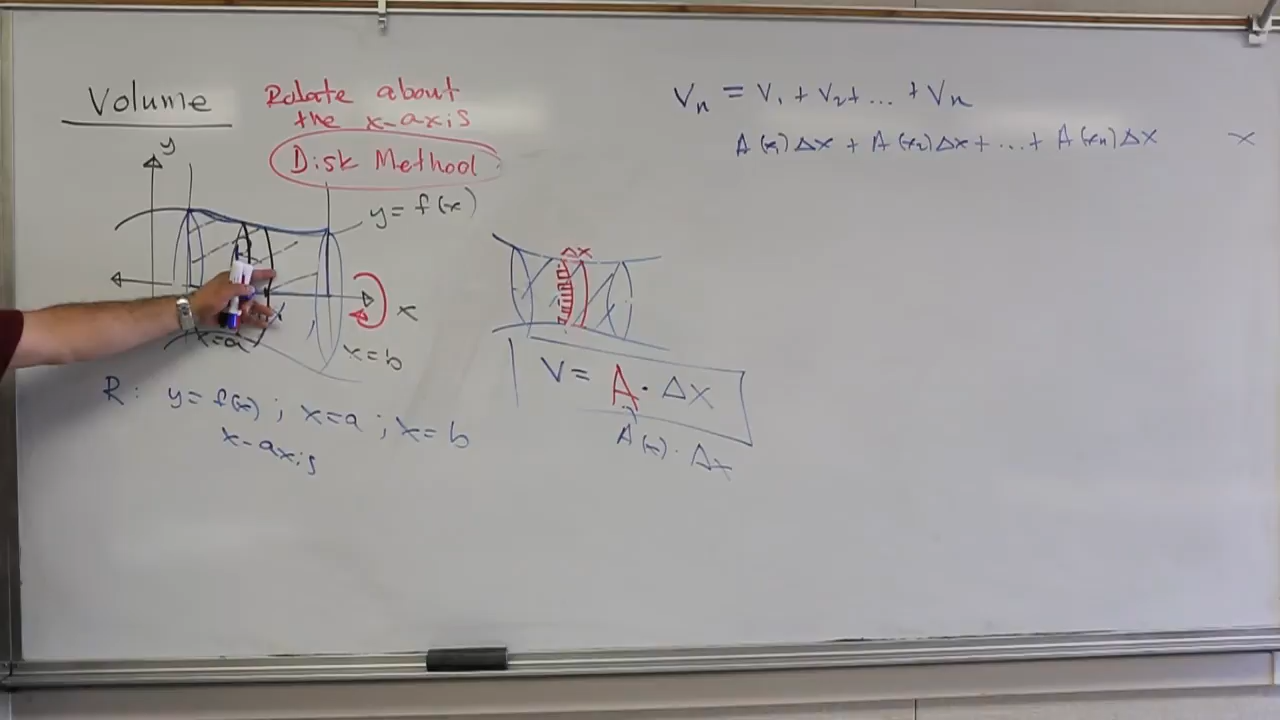 Volume
Rotate about
the x-axis
Disk Method
y
y = f(x)
x
x=a
x=b
R: y = f(x) ; x=a ; x=b
x-axis
Δx
V = A · Δx
A(x) · Δx
Vn = V1 + V2 + ... + Vn
A(x1)Δx + A(x2)Δx + ... + A(xn)Δx
x